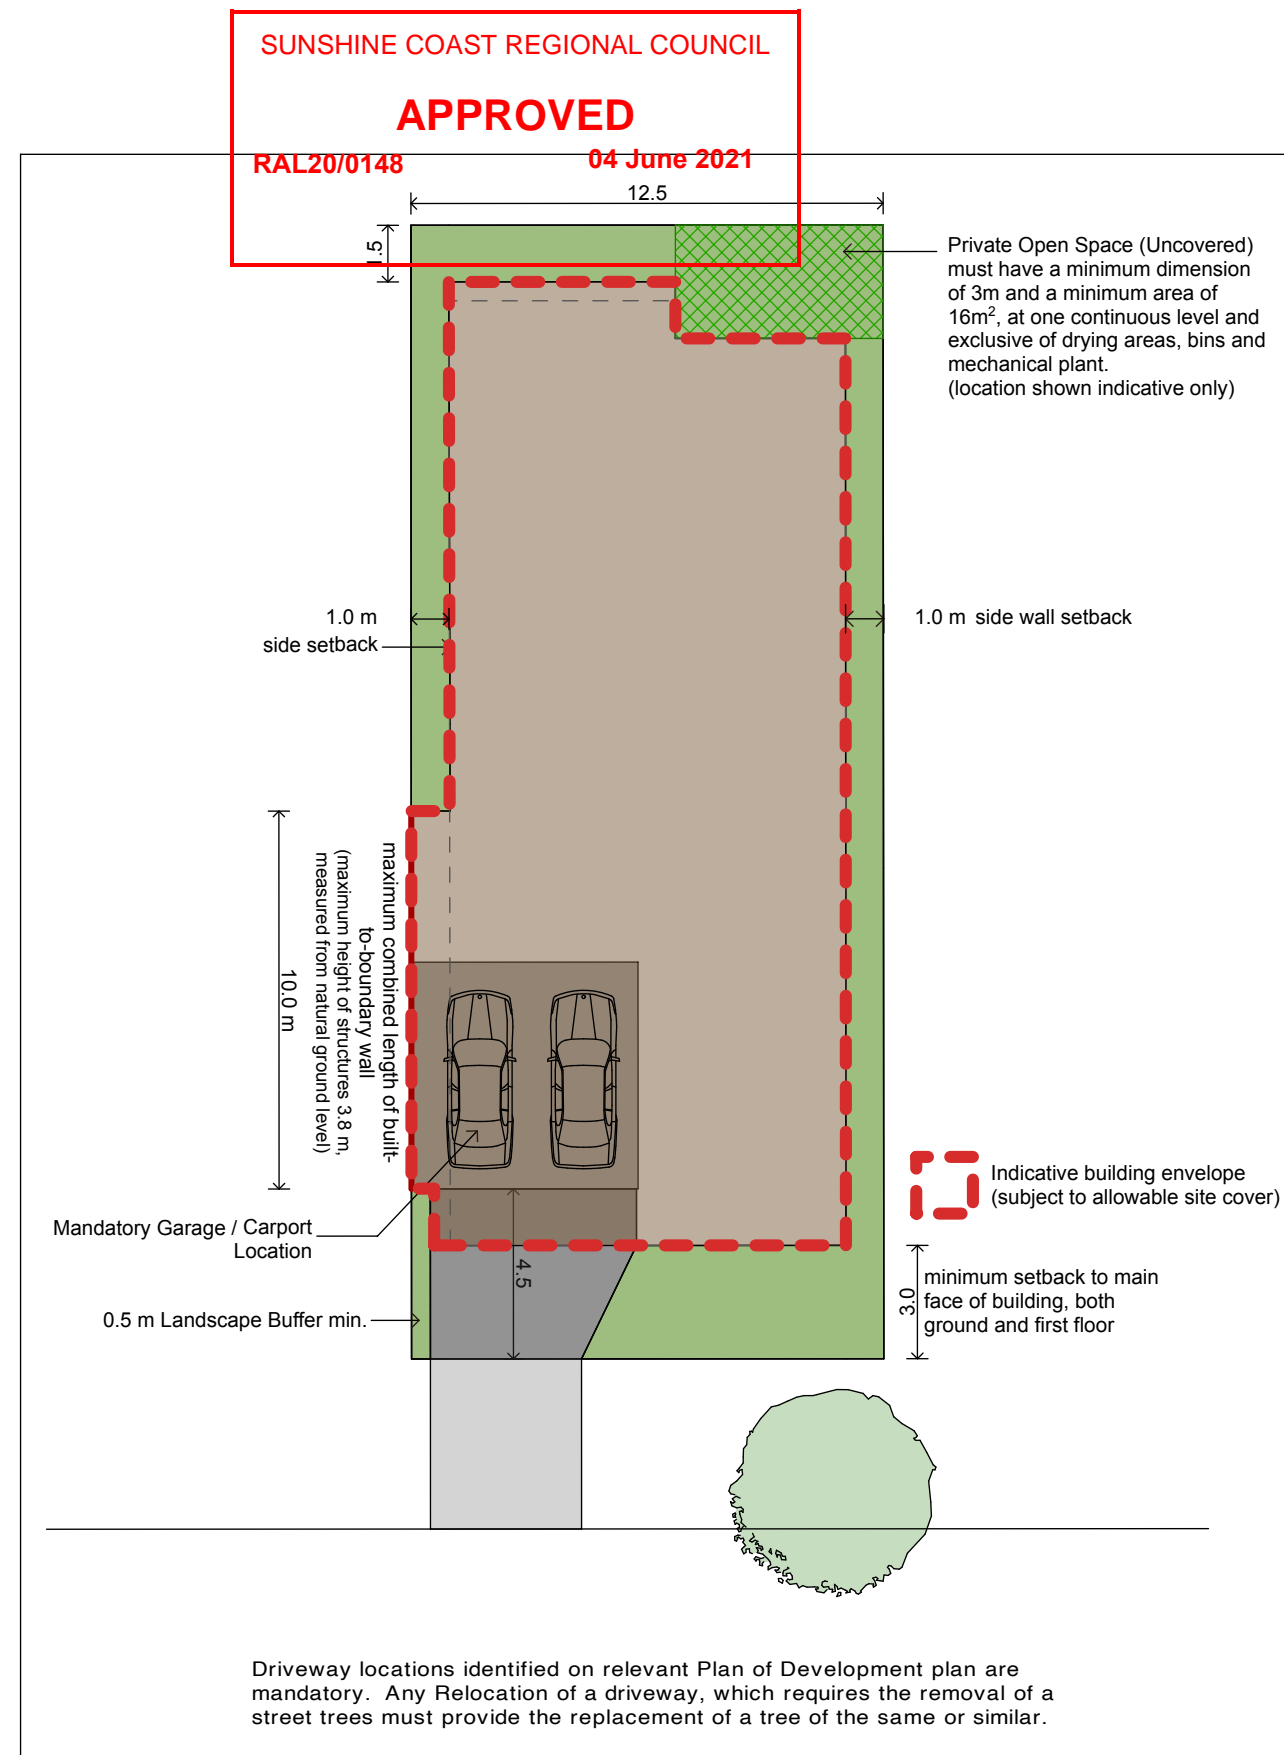 SUNSHINE COAST REGIONAL COUNCIL
APPROVED
RAL20/0148
04 June 2021
12.5
1.5
Private Open Space (Uncovered)
must have a minimum dimension
of 3m and a minimum area of
16m², at one continuous level and
exclusive of drying areas, bins and
mechanical plant.
(location shown indicative only)
1.0 m
side setback
1.0 m side wall setback
10.0 m
maximum combined length of built-
to-boundary wall
(maximum height of structures 3.8 m,
measured from natural ground level)
Indicative building envelope
(subject to allowable site cover)
Mandatory Garage / Carport
Location
4.5
3.0
minimum setback to main
face of building, both
ground and first floor
0.5 m Landscape Buffer min.
Driveway locations identified on relevant Plan of Development plan are
mandatory. Any Relocation of a driveway, which requires the removal of a
street trees must provide the replacement of a tree of the same or similar.